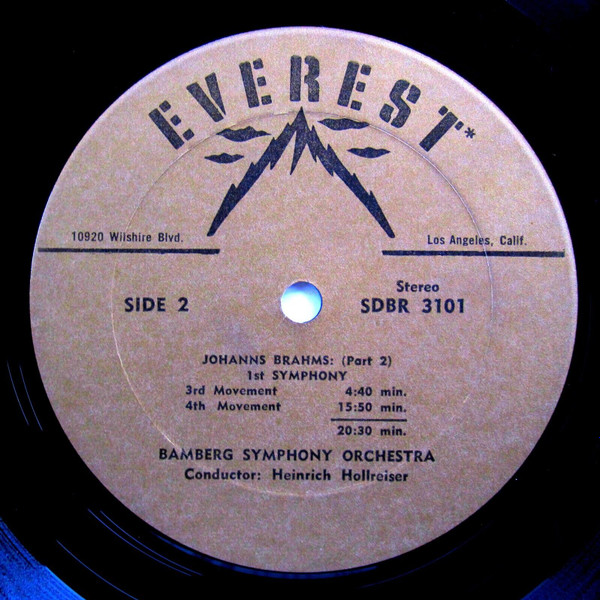 EVEREST*
10920 Wilshire Blvd. Los Angeles, Calif.
Stereo
SIDE 2 SDBR 3101
JOHANNS BRAHMS: (Part 2)
1st SYMPHONY
3rd Movement 4:40 min.
4th Movement 15:50 min.
20:30 min.
BAMBERG SYMPHONY ORCHESTRA
Conductor: Heinrich Hollreiser